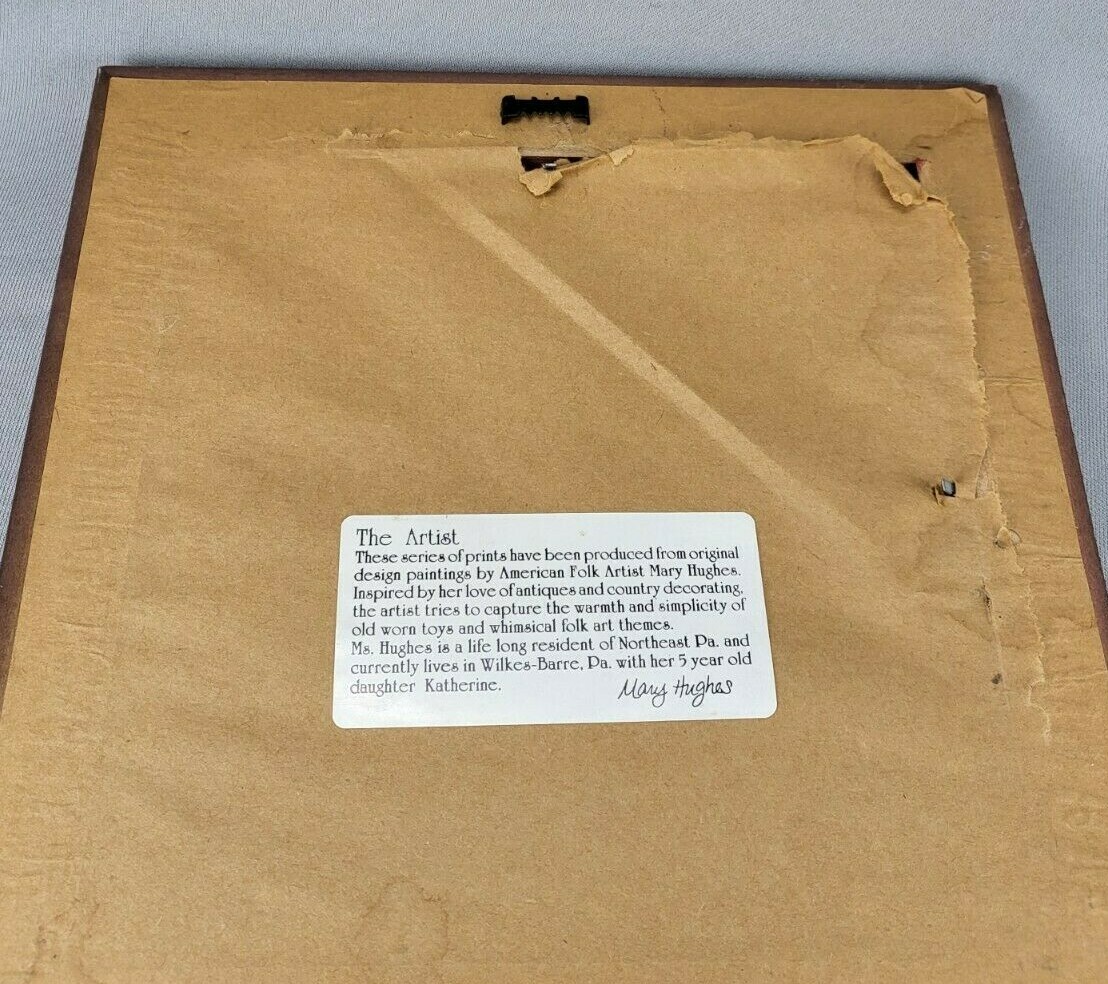 The Artist
These series of prints have been produced from original
design paintings by American Folk Artist Mary Hughes.
Inspired by her love of antiques and country decorating,
the artist tries to capture the warmth and simplicity of
old worn toys and whimsical folk art themes.
Ms. Hughes is a life long resident of Northeast Pa. and
currently lives in Wilkes-Barre, Pa. with her 5 year old
daughter Katherine.
Mary Hughes